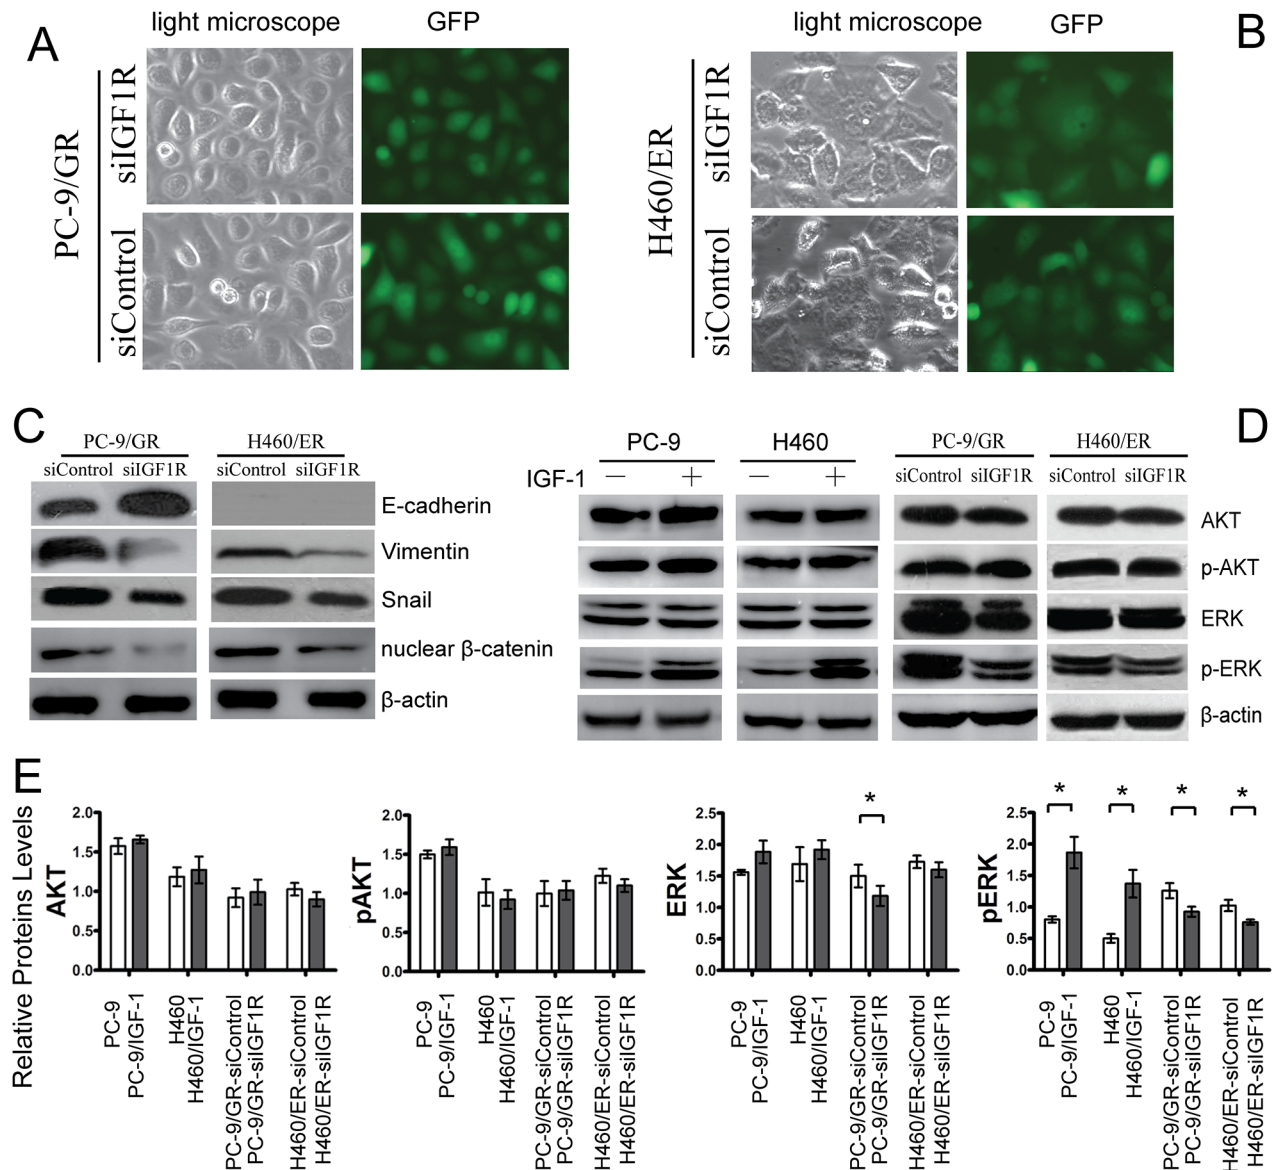 A
light microscope
GFP
PC-9/GR
siIGF1R
siControl
B
light microscope
GFP
H460/ER
siIGF1R
siControl
C
PC-9/GR
H460/ER
siControl siIGF1R
siControl siIGF1R
E-cadherin
Vimentin
Snail
nuclear β-catenin
β-actin
D
PC-9
H460
PC-9/GR
H460/ER
IGF-1 — + — +
siControl siIGF1R
siControl siIGF1R
AKT
p-AKT
ERK
p-ERK
β-actin
E
Relative Proteins Levels
AKT
2.0
1.5
1.0
0.5
0.0
PC-9
PC-9/IGF-1
H460
H460/IGF-1
PC-9/GR-siControl
PC-9/GR-siIGF1R
H460/ER-siControl
H460/ER-siIGF1R
pAKT
2.0
1.5
1.0
0.5
0.0
PC-9
PC-9/IGF-1
H460
H460/IGF-1
PC-9/GR-siControl
PC-9/GR-siIGF1R
H460/ER-siControl
H460/ER-siIGF1R
ERK
2.5
2.0
1.5
1.0
0.5
0.0
*
PC-9
PC-9/IGF-1
H460
H460/IGF-1
PC-9/GR-siControl
PC-9/GR-siIGF1R
H460/ER-siControl
H460/ER-siIGF1R
pERK
2.5
2.0
1.5
1.0
0.5
0.0
* * * *
PC-9
PC-9/IGF-1
H460
H460/IGF-1
PC-9/GR-siControl
PC-9/GR-siIGF1R
H460/ER-siControl
H460/ER-siIGF1R